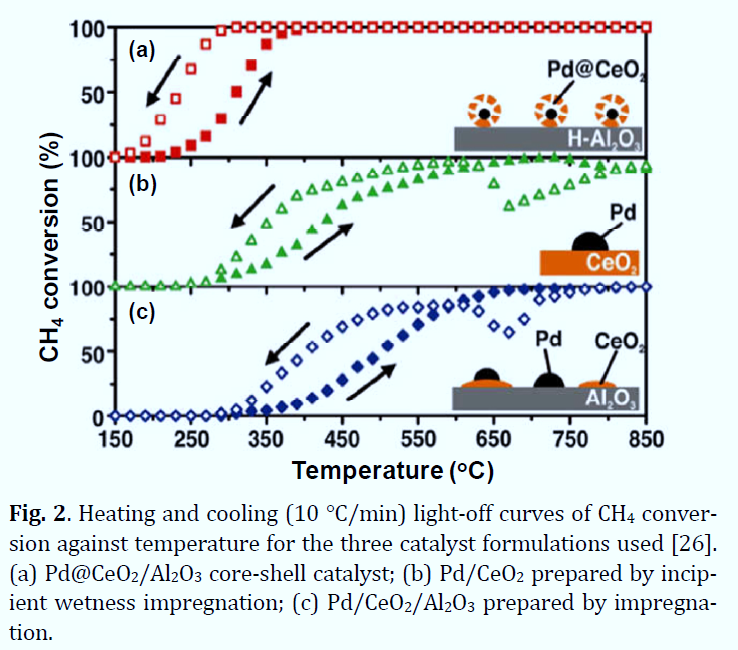 100
(a)
Pd@CeO2
50
H-Al2O3
100
(b)
Pd
50
CeO2
CH4 conversion (%)
100
(c)
Pd CeO2
50
Al2O3
0
150 250 350 450 550 650 750 850
Temperature (oC)
Fig. 2. Heating and cooling (10 °C/min) light-off curves of CH4 conver-
sion against temperature for the three catalyst formulations used [26].
(a) Pd@CeO2/Al2O3 core-shell catalyst; (b) Pd/CeO2 prepared by incip-
ient wetness impregnation; (c) Pd/CeO2/Al2O3 prepared by impregna-
tion.